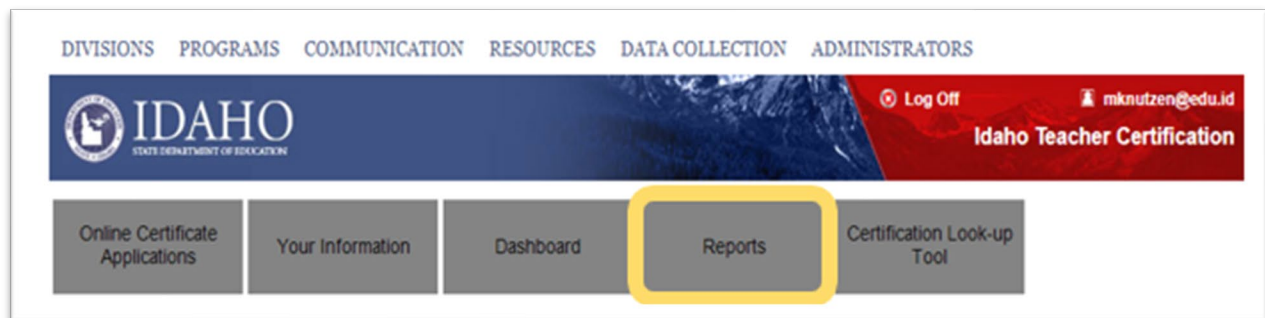 DIVISIONS PROGRAMS COMMUNICATION RESOURCES DATA COLLECTION ADMINISTRATORS
IDAHO
STATE DEPARTMENT OF EDUCATION
Log Off mknutzen@edu.id
Idaho Teacher Certification
Online Certificate
Applications
Your Information
Dashboard
Reports
Certification Look-up
Tool